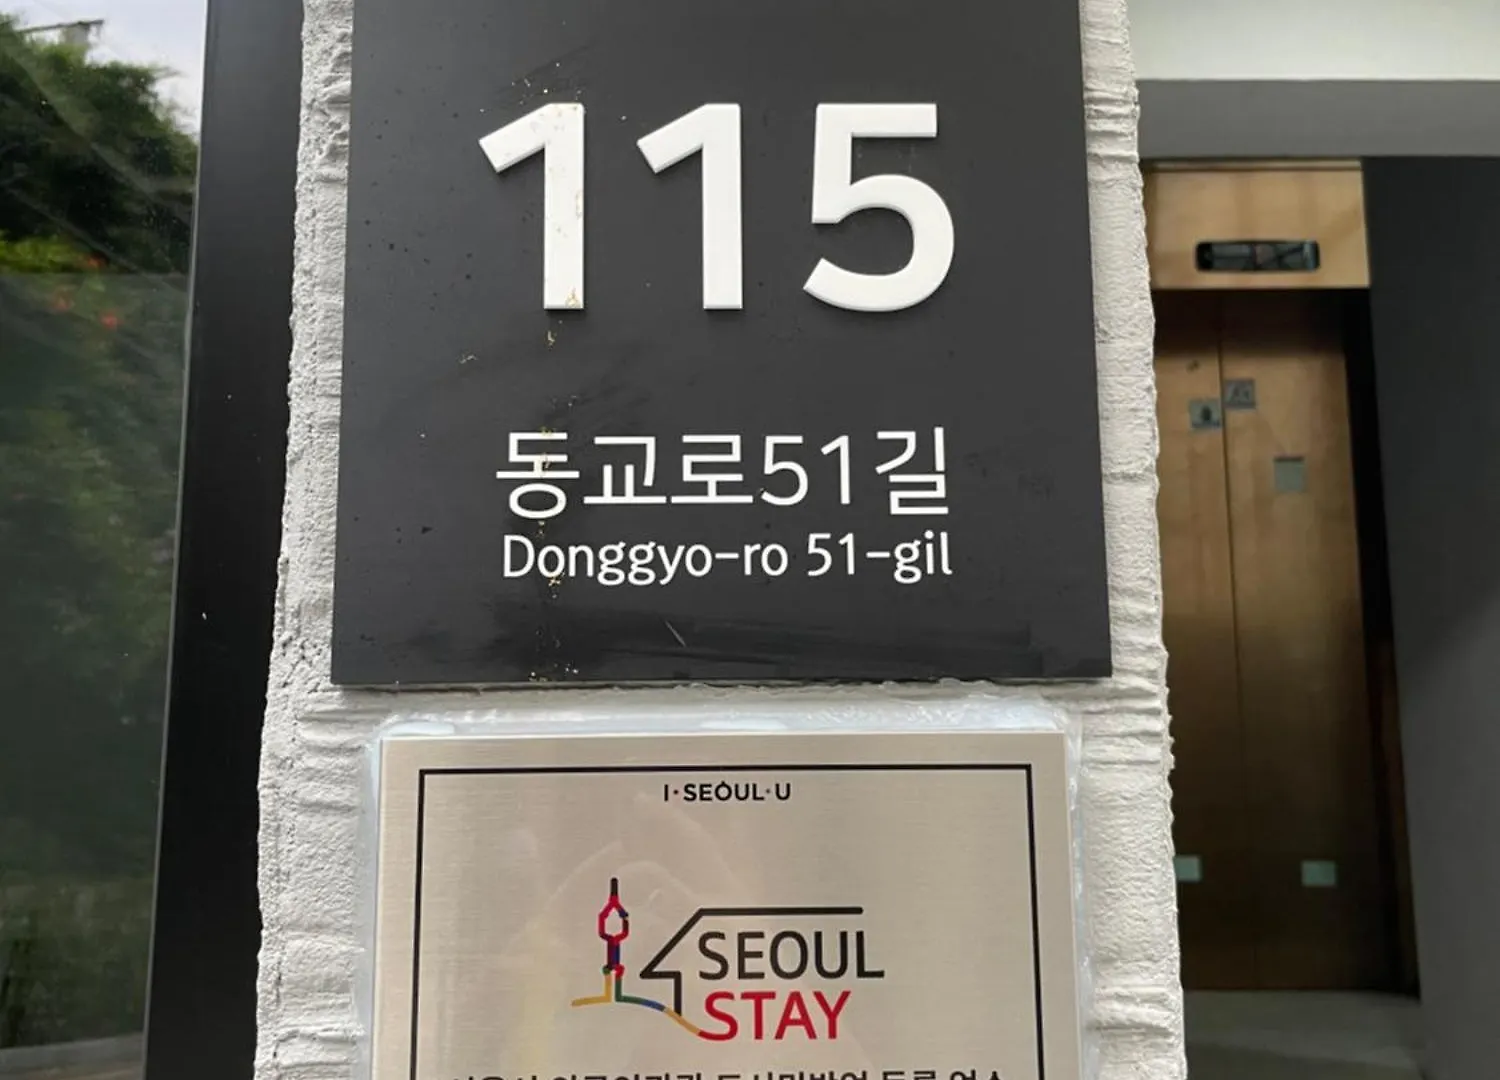 115
동교로51길
Donggyo-ro 51-gil
I·SEOUL·U
SEOUL
STAY